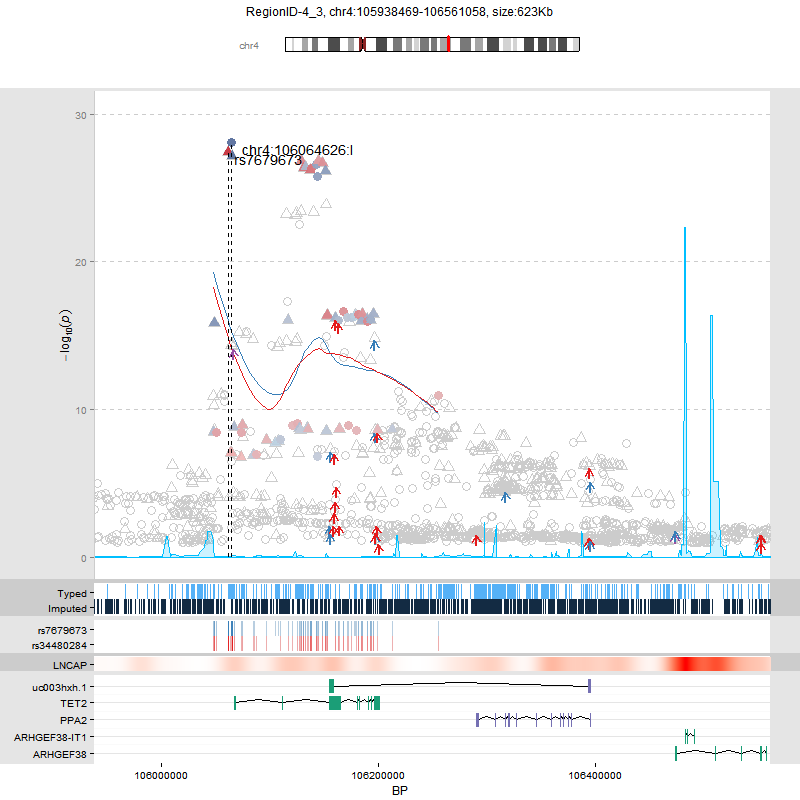 RegionID-4_3, chr4:105938469-106561058, size:623Kb
chr4
30
chr4:106064626:I
rs7679673
20
−log10(p)
10
0
Typed
Imputed
rs7679673
rs34480284
LNCAP
uc003hxh.1
TET2
PPA2
ARHGEF38-IT1
ARHGEF38
106000000 106200000 106400000
BP